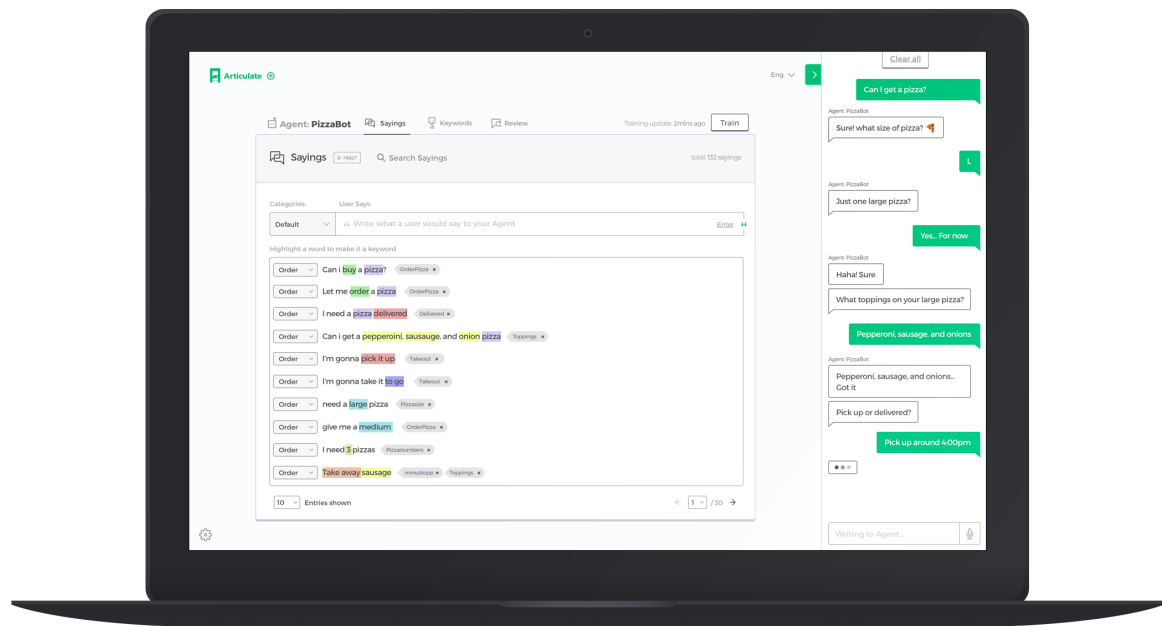 Articulate
Eng
Agent: PizzaBot
Sayings
Keywords
Review
Training update: 2mins ago
Train
Sayings
Help?
Search Sayings
total: 132 sayings
Categories:
User Says:
Default
Write what a user would say to your Agent
Enter
Highlight a word to make it a keyword
Order Can i buy a pizza? OrderPizza ×
Order Let me order a pizza OrderPizza ×
Order I need a pizza delivered Delivered ×
Order Can i get a pepperoini, sausauge, and onion pizza Toppings ×
Order I'm gonna pick it up Takeout ×
Order I'm gonna take it to go Takeout ×
Order need a large pizza Pizzasize ×
Order give me a medium OrderPizza ×
Order I need 3 pizzas Pizzanumbers ×
Order Take away sausage minustopp × Toppings ×
10 Entries shown
1 / 30
Clear all
Can I get a pizza?
Agent: PizzaBot
Sure! what size of pizza? 🍕
L
Agent: PizzaBot
Just one large pizza?
Yes... For now
Agent: PizzaBot
Haha! Sure
What toppings on your large pizza?
Pepperoni, sausage, and onions
Agent: PizzaBot
Pepperoni, sausage, and onions...
Got it
Pick up or delivered?
Pick up around 4:00pm
Writing to Agent...